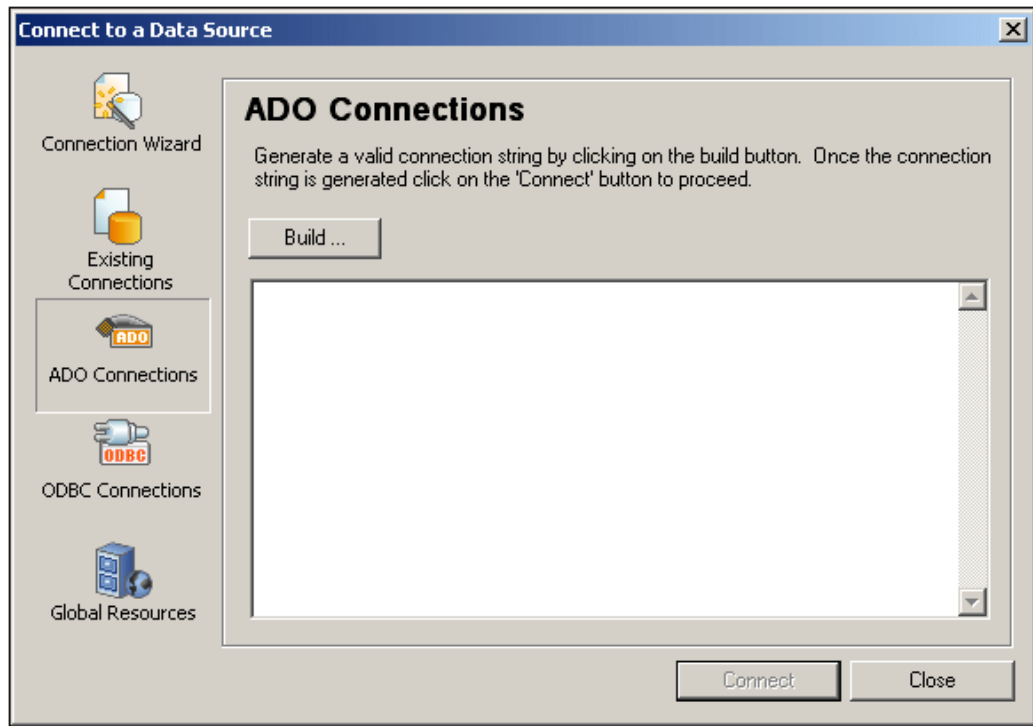 Connect to a Data Source
Connection Wizard
Existing
Connections
ADO
ADO Connections
ODBC
ODBC Connections
Global Resources
ADO Connections
Generate a valid connection string by clicking on the build button.  Once the connection
string is generated click on the 'Connect' button to proceed.
Build ...
Connect
Close